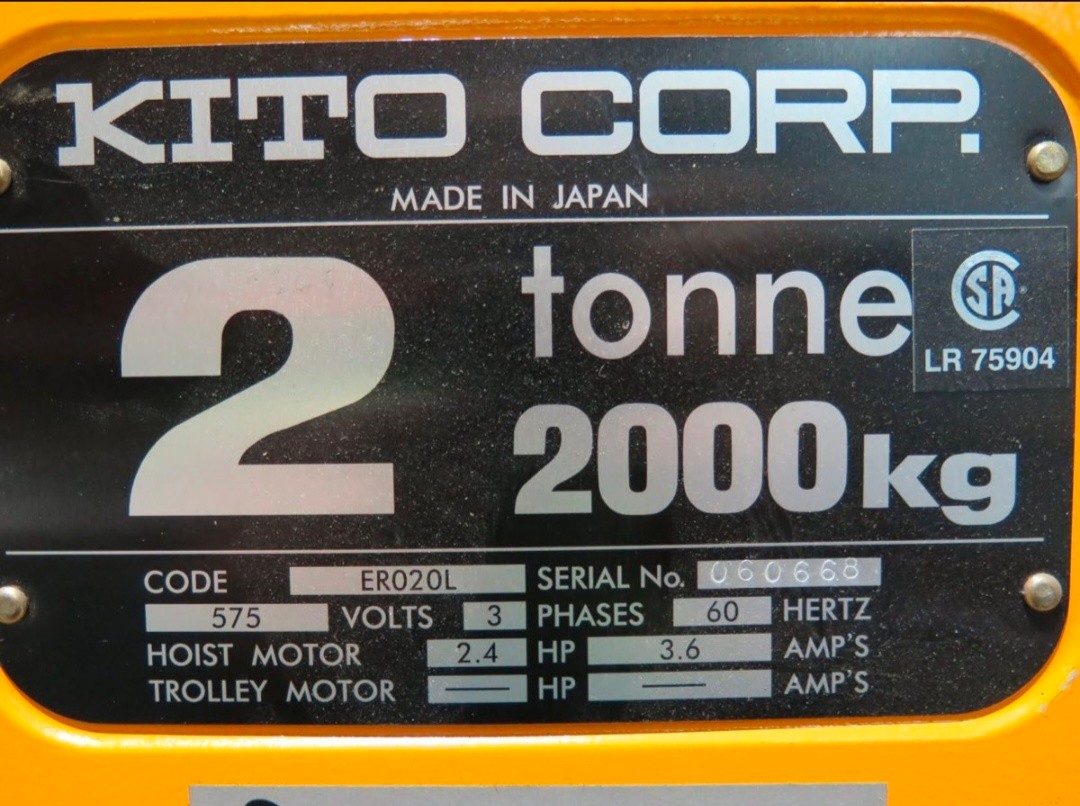 KITO CORP.
MADE IN JAPAN
2 tonne
CSA
LR 75904
2000kg
CODE ER020L SERIAL No. 060668
575 VOLTS 3 PHASES 60 HERTZ
HOIST MOTOR 2.4 HP 3.6 AMP'S
TROLLEY MOTOR — HP — AMP'S